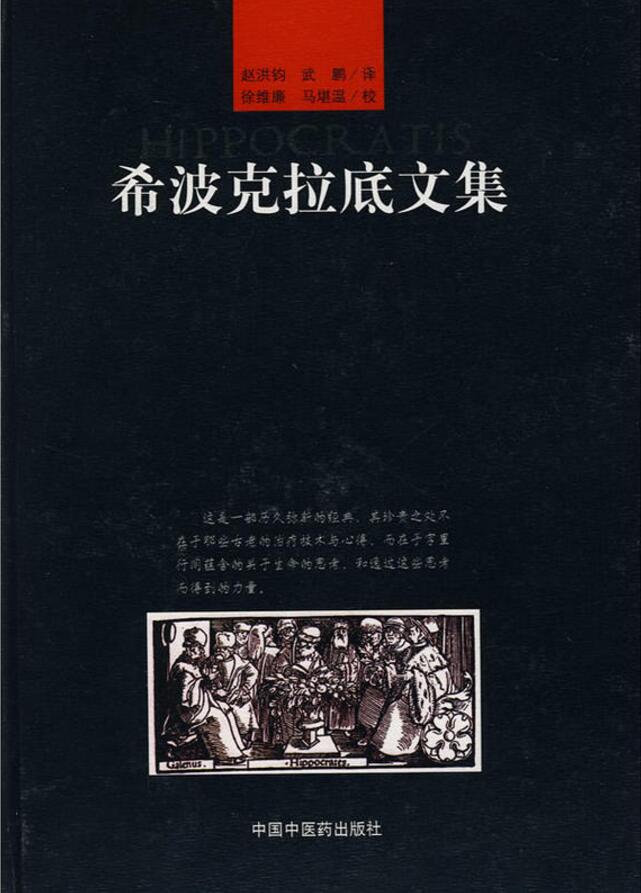 赵洪钧 武鹏/译
徐维廉 马堪温/校
HIPPOCRATIS
希波克拉底文集
这是一部历久弥新的经典,其珍贵之处不
在于那些古老的治疗技术与心得,而在于字里
行间蕴含的关于生命的思考,和透过这些思考
而得到的力量。
Galenus. Hippocrates.
中国中医药出版社